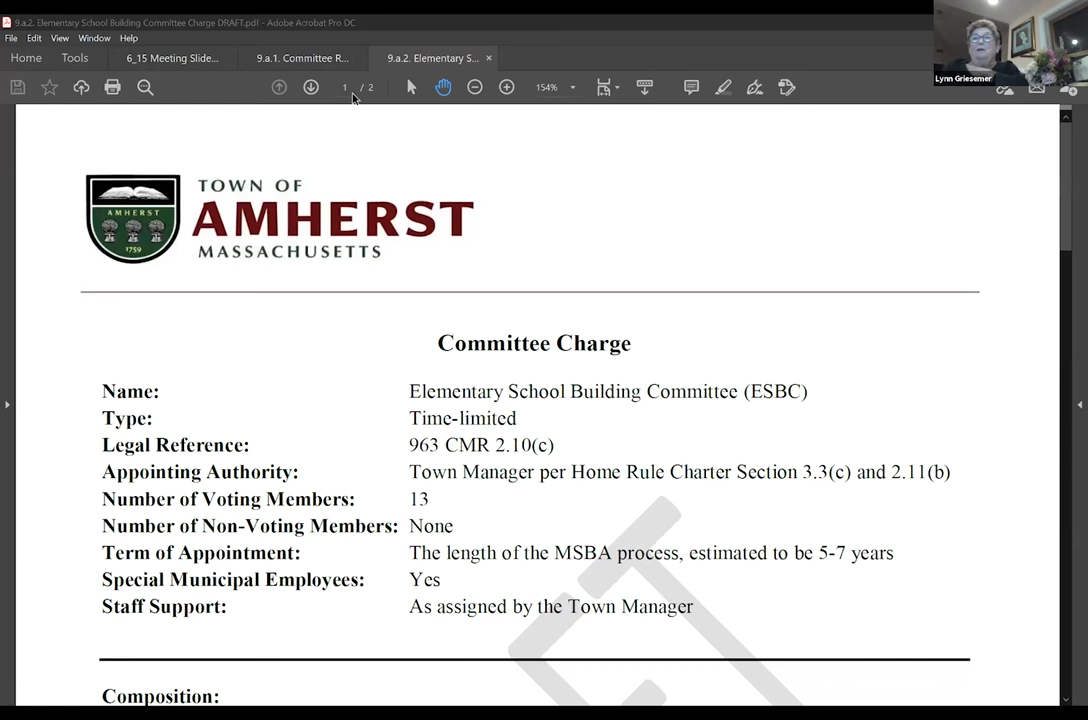 9.a.2. Elementary School Building Committee Charge DRAFT.pdf - Adobe Acrobat Pro DC
File Edit View Window Help
Home Tools 6_15 Meeting Slide... 9.a.1. Committee R... 9.a.2. Elementary S... ×
1 / 2 154%
Lynn Griesemer
TOWN OF
AMHERST
MASSACHUSETTS
AMHERST
1759
Committee Charge
Name: Elementary School Building Committee (ESBC)
Type: Time-limited
Legal Reference: 963 CMR 2.10(c)
Appointing Authority: Town Manager per Home Rule Charter Section 3.3(c) and 2.11(b)
Number of Voting Members: 13
Number of Non-Voting Members: None
Term of Appointment: The length of the MSBA process, estimated to be 5-7 years
Special Municipal Employees: Yes
Staff Support: As assigned by the Town Manager
Composition: